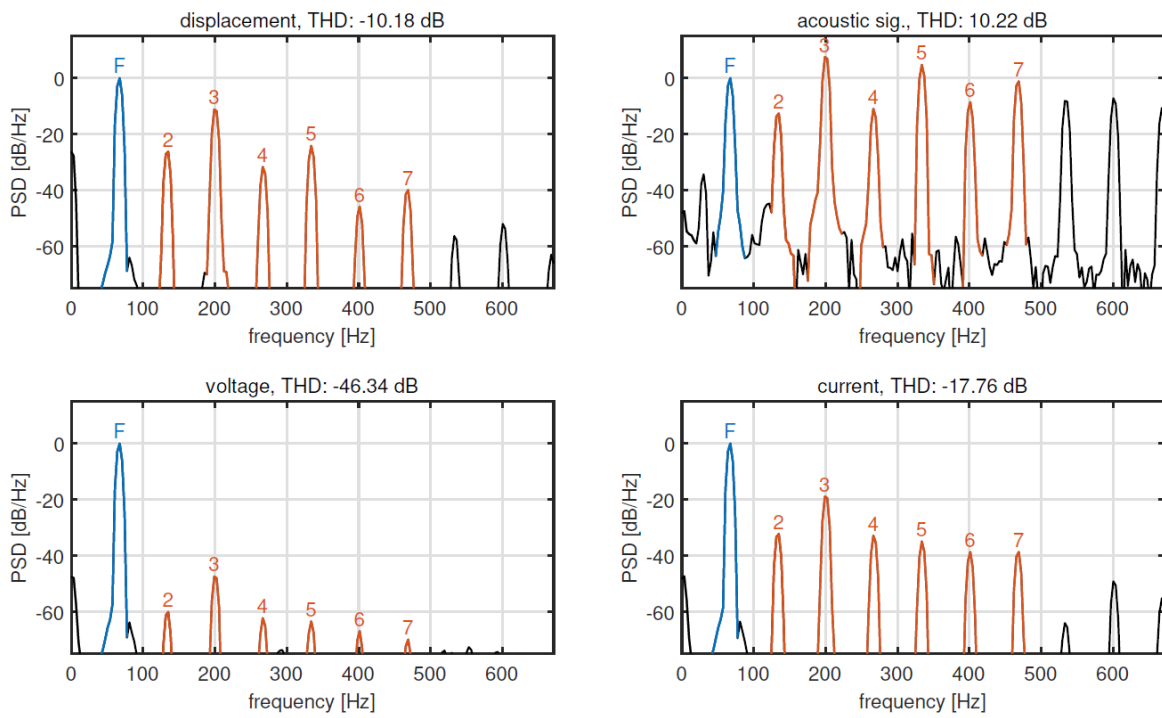 displacement, THD: -10.18 dB
F
2
3
4
5
6
7
0
-20
-40
-60
PSD [dB/Hz]
0 100 200 300 400 500 600
frequency [Hz]
acoustic sig., THD: 10.22 dB
F
2
3
4
5
6
7
0
-20
-40
-60
PSD [dB/Hz]
0 100 200 300 400 500 600
frequency [Hz]
voltage, THD: -46.34 dB
F
2
3
4
5
6
7
0
-20
-40
-60
PSD [dB/Hz]
0 100 200 300 400 500 600
frequency [Hz]
current, THD: -17.76 dB
F
2
3
4
5
6
7
0
-20
-40
-60
PSD [dB/Hz]
0 100 200 300 400 500 600
frequency [Hz]